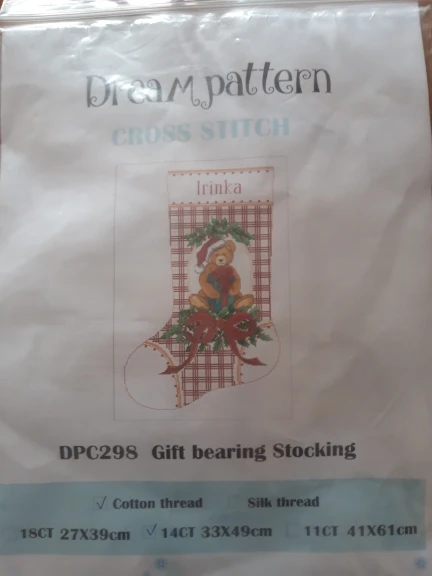 Dream pattern
CROSS STITCH
Irinka
DPC298 Gift bearing Stocking
✓ Cotton thread Silk thread
18CT 27X39cm ✓ 14CT 33X49cm 11CT 41X61cm